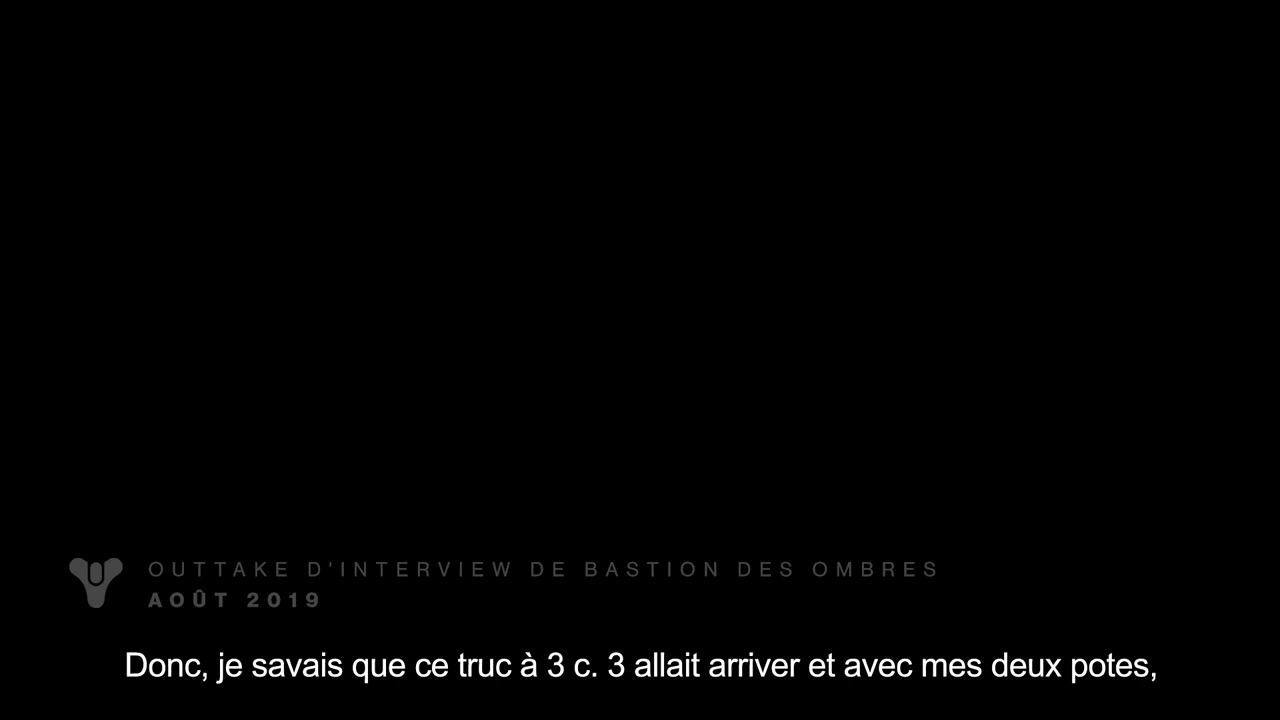 OUTTAKE D'INTERVIEW DE BASTION DES OMBRES
AOÛT 2019
Donc, je savais que ce truc à 3 c. 3 allait arriver et avec mes deux potes,